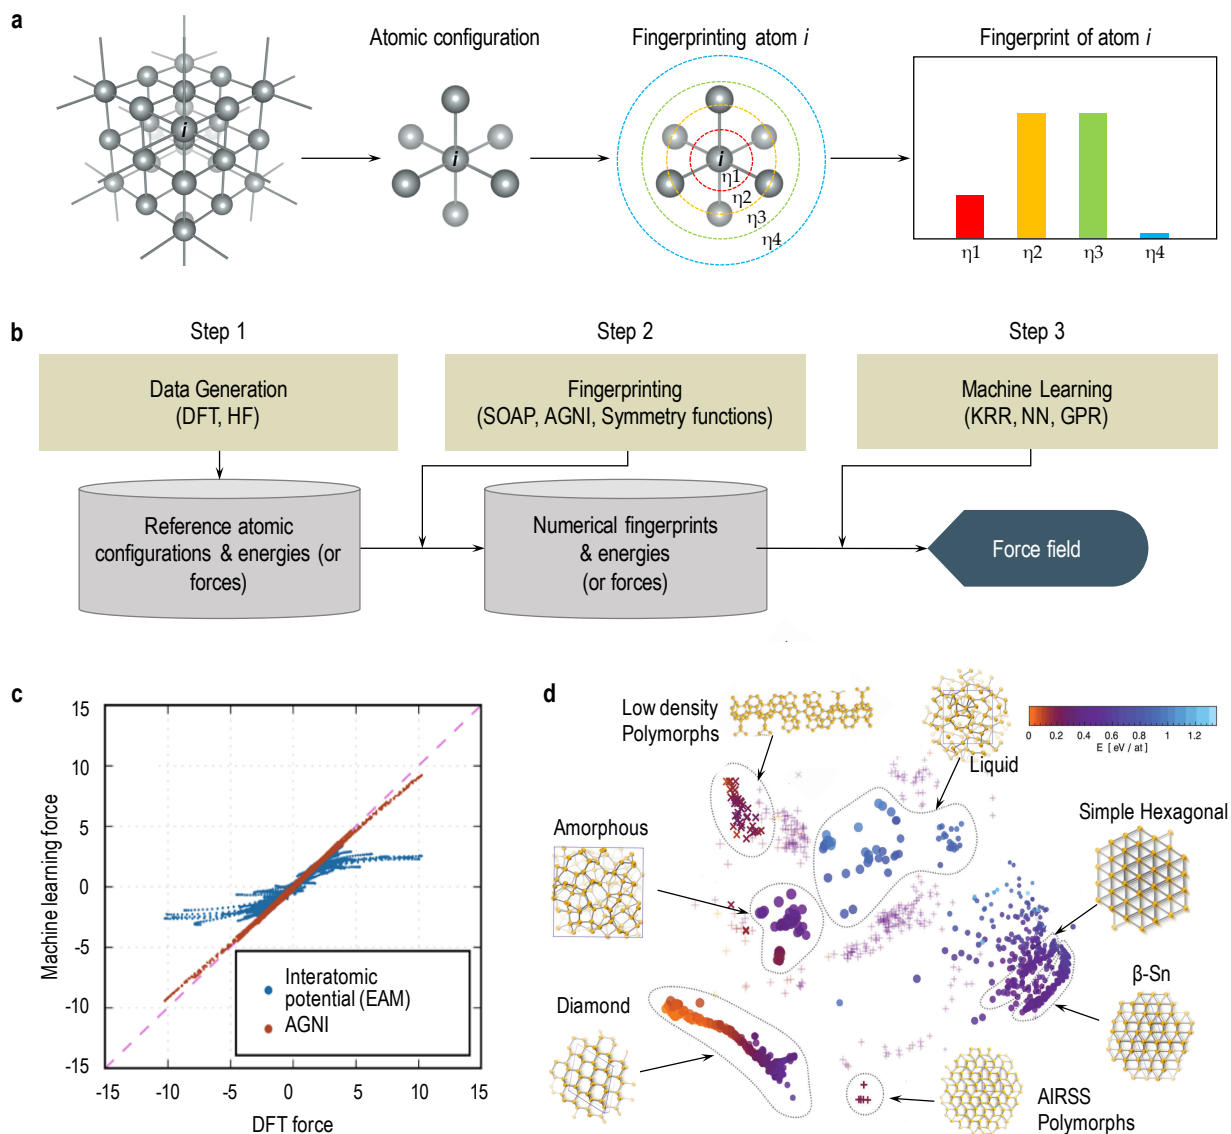 a
Atomic configuration
Fingerprinting atom i
Fingerprint of atom i
i
i
i
η1
η2
η3
η4
η1
η2
η3
η4
b
Step 1
Step 2
Step 3
Data Generation
(DFT, HF)
Fingerprinting
(SOAP, AGNI, Symmetry functions)
Machine Learning
(KRR, NN, GPR)
Reference atomic
configurations & energies (or
forces)
Numerical fingerprints
& energies
(or forces)
Force field
c
15
10
5
0
-5
-10
-15
Machine learning force
-15
-10
-5
0
5
10
15
DFT force
Interatomic
potential (EAM)
AGNI
d
Low density
Polymorphs
Liquid
0
0.2
0.4
0.6
0.8
1
1.2
E [ eV / at ]
Simple Hexagonal
Amorphous
β-Sn
Diamond
AIRSS
Polymorphs